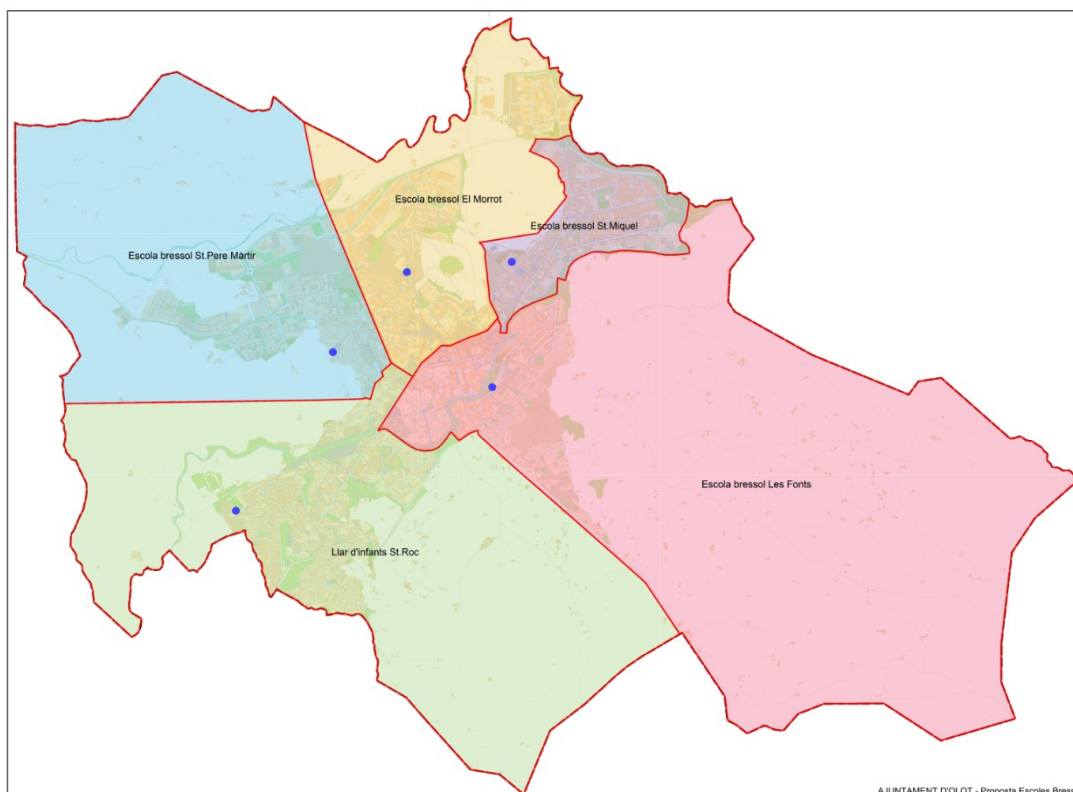 Escola bressol El Morrot
Escola bressol St.Miquel
Escola bressol St.Pere Màrtir
Escola bressol Les Fonts
Llar d'infants St.Roc
AJUNTAMENT D'OLOT - Proposta Escoles Bress